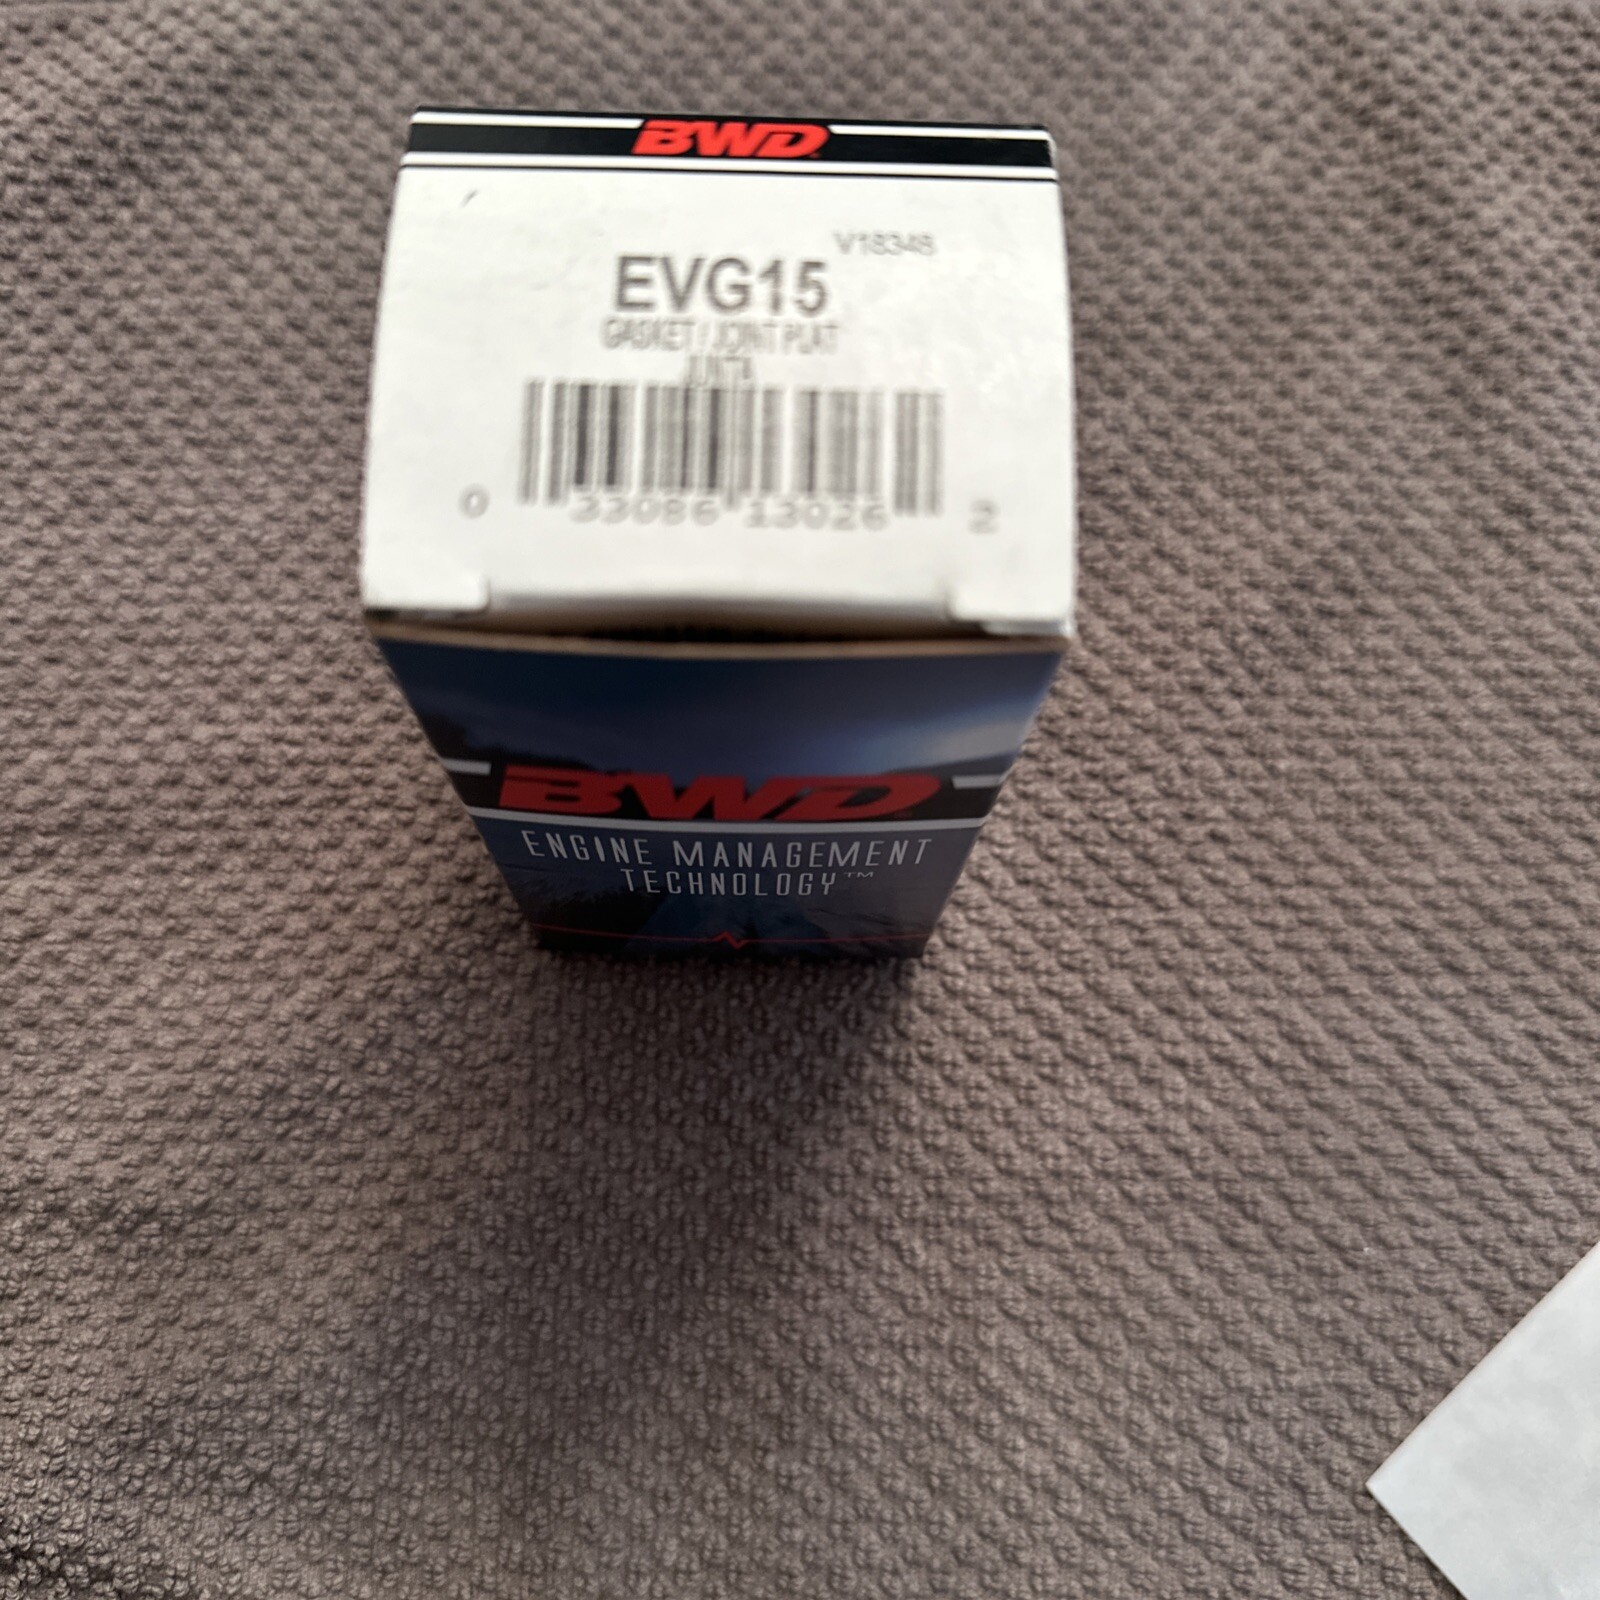 BWD
V18348
EVG15
GASKET / JOINT PLAT
JUNTA
0 33086 13026 2
BWD
ENGINE MANAGEMENT
TECHNOLOGY™